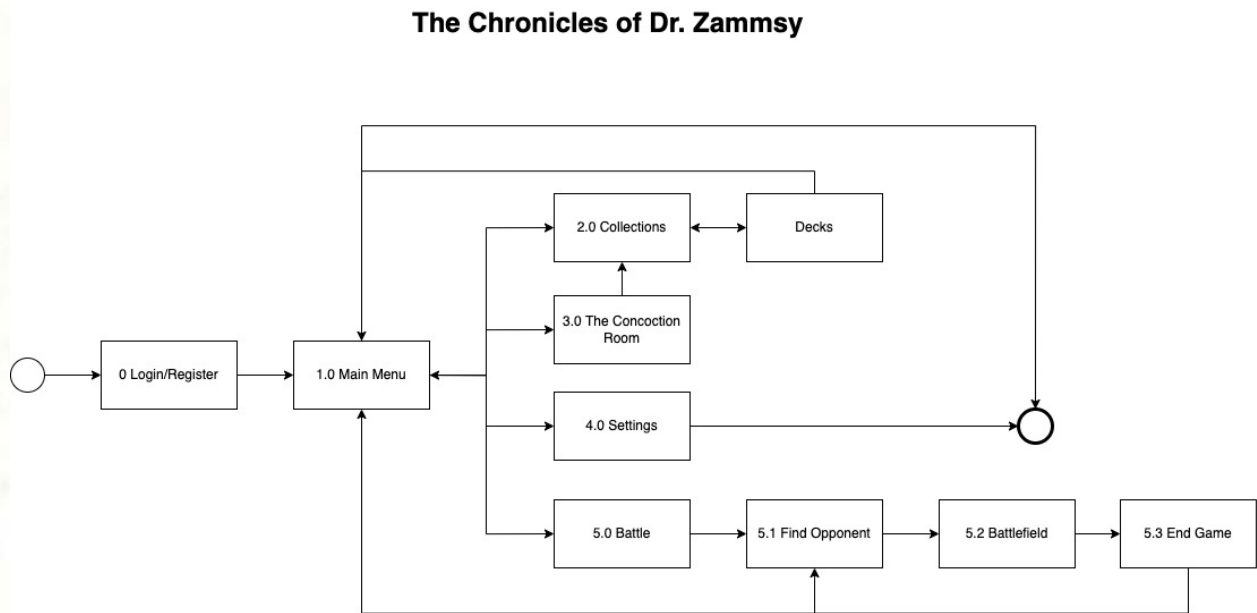 The Chronicles of Dr. Zammsy
2.0 Collections
Decks
3.0 The Concoction
Room
0 Login/Register
1.0 Main Menu
4.0 Settings
5.0 Battle
5.1 Find Opponent
5.2 Battlefield
5.3 End Game